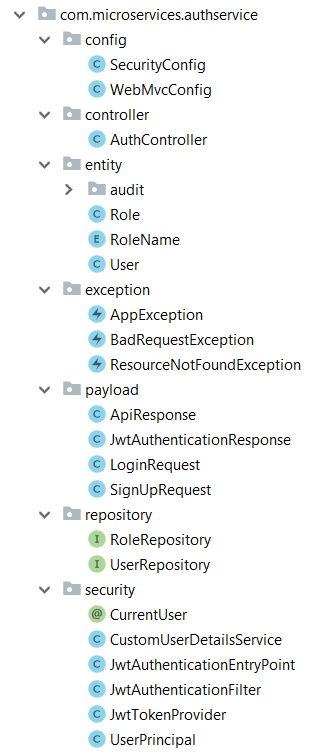 com.microservices.authservice
config
C SecurityConfig
C WebMvcConfig
controller
C AuthController
entity
audit
C Role
E RoleName
C User
exception
AppException
BadRequestException
ResourceNotFoundException
payload
C ApiResponse
C JwtAuthenticationResponse
C LoginRequest
C SignUpRequest
repository
I RoleRepository
I UserRepository
security
@ CurrentUser
C CustomUserDetailsService
C JwtAuthenticationEntryPoint
C JwtAuthenticationFilter
C JwtTokenProvider
C UserPrincipal